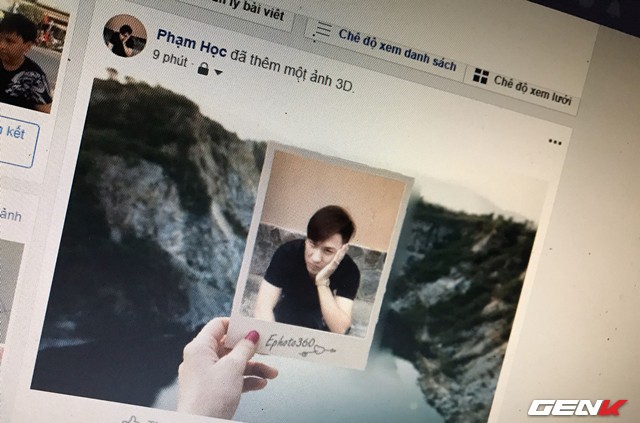 lý bài viết
Chế độ xem danh sách
Chế độ xem lưới
Phạm Học đã thêm một ảnh 3D.
9 phút ·
kết
ảnh
Ephoto360
GENK